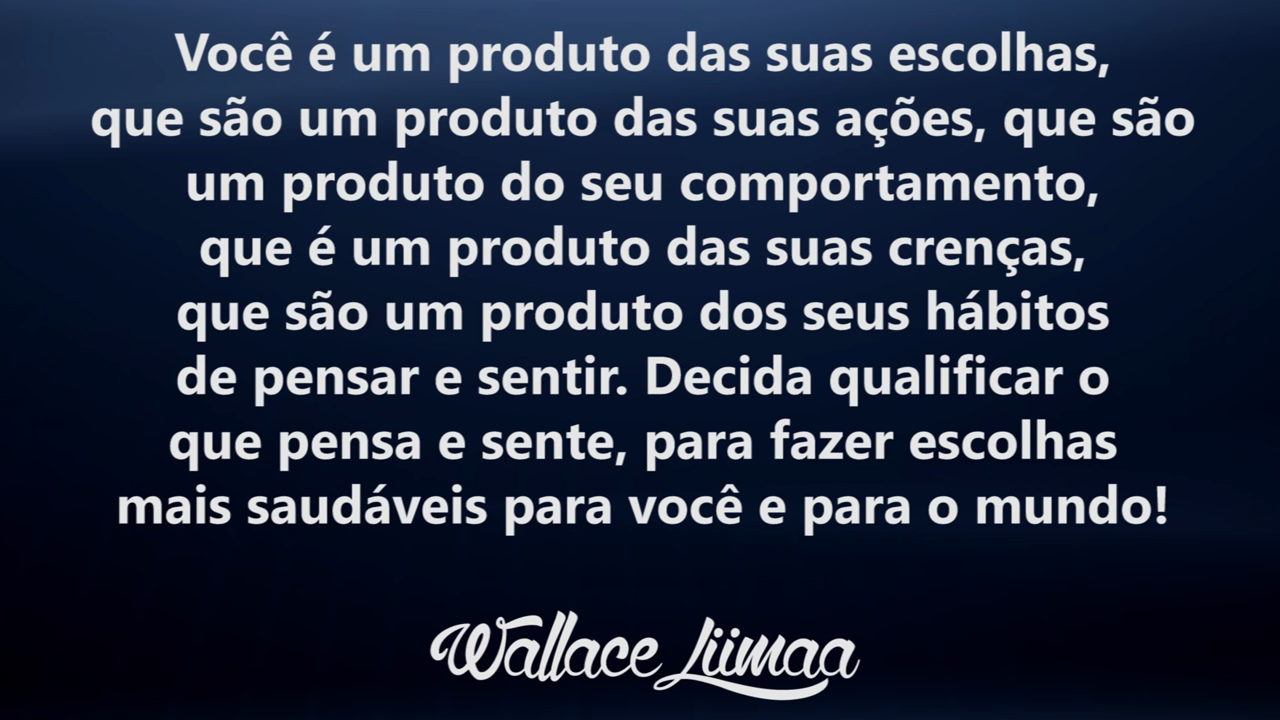 Você é um produto das suas escolhas,
que são um produto das suas ações, que são
um produto do seu comportamento,
que é um produto das suas crenças,
que são um produto dos seus hábitos
de pensar e sentir. Decida qualificar o
que pensa e sente, para fazer escolhas
mais saudáveis para você e para o mundo!
Wallace Liimaa